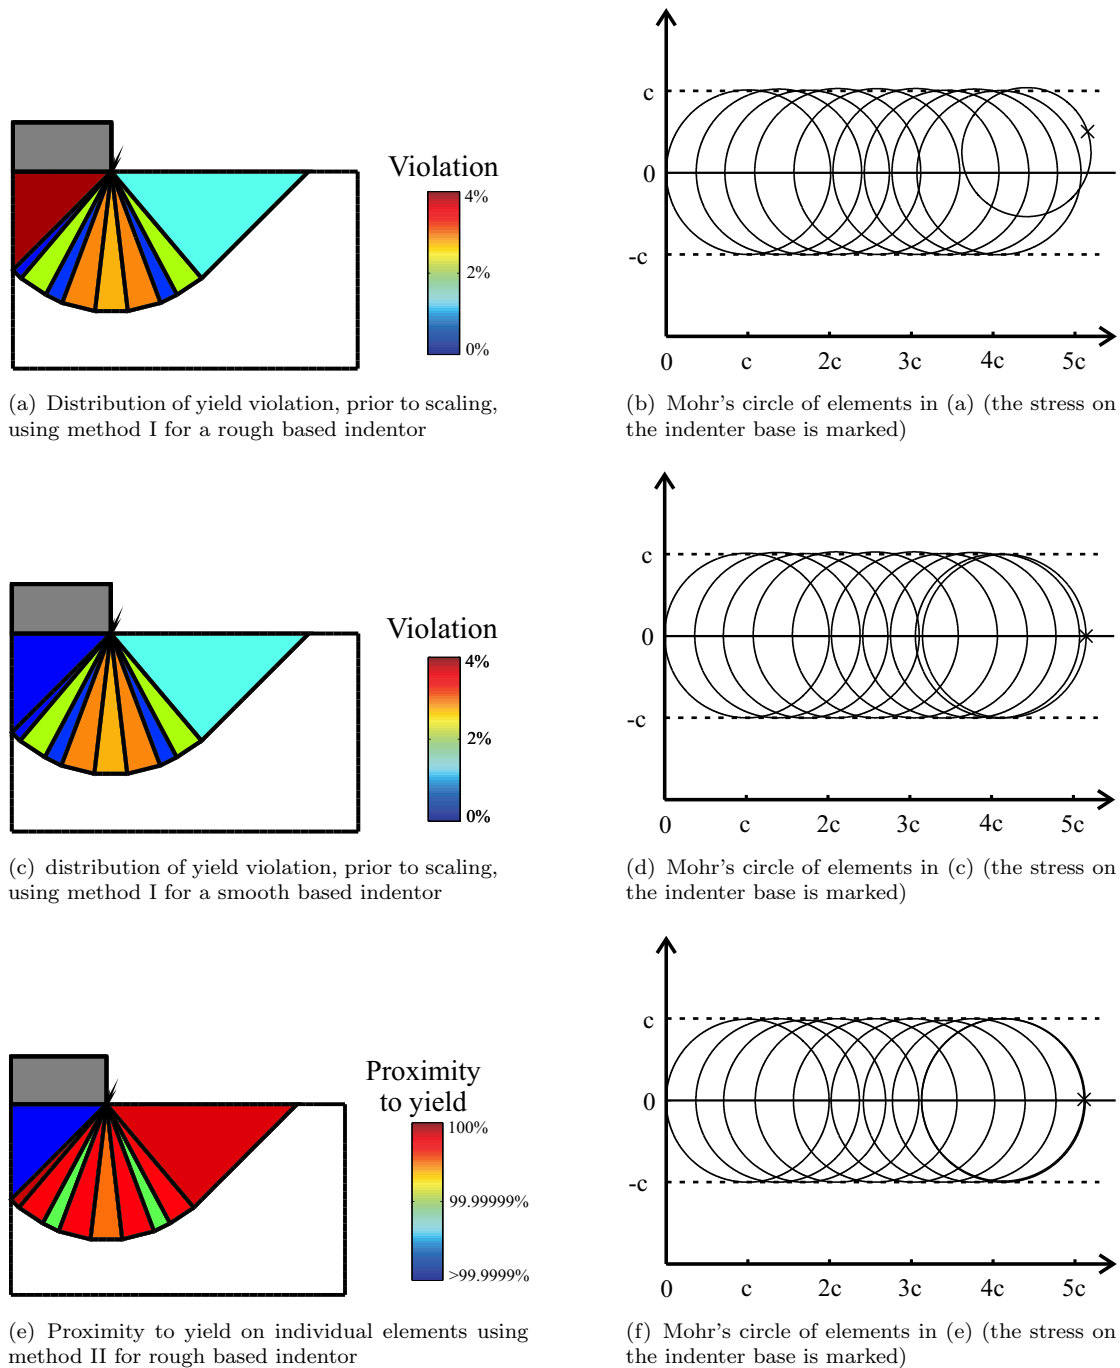 Violation
4%
2%
0%
c
0
-c
0
c
2c
3c
4c
5c
(a) Distribution of yield violation, prior to scaling,
using method I for a rough based indentor
(b) Mohr's circle of elements in (a) (the stress on
the indenter base is marked)
Violation
4%
2%
0%
c
0
-c
0
c
2c
3c
4c
5c
(c) distribution of yield violation, prior to scaling,
using method I for a smooth based indentor
(d) Mohr's circle of elements in (c) (the stress on
the indenter base is marked)
Proximity
to yield
100%
99.99999%
>99.9999%
c
0
-c
0
c
2c
3c
4c
5c
(e) Proximity to yield on individual elements using
method II for rough based indentor
(f) Mohr's circle of elements in (e) (the stress on
the indenter base is marked)